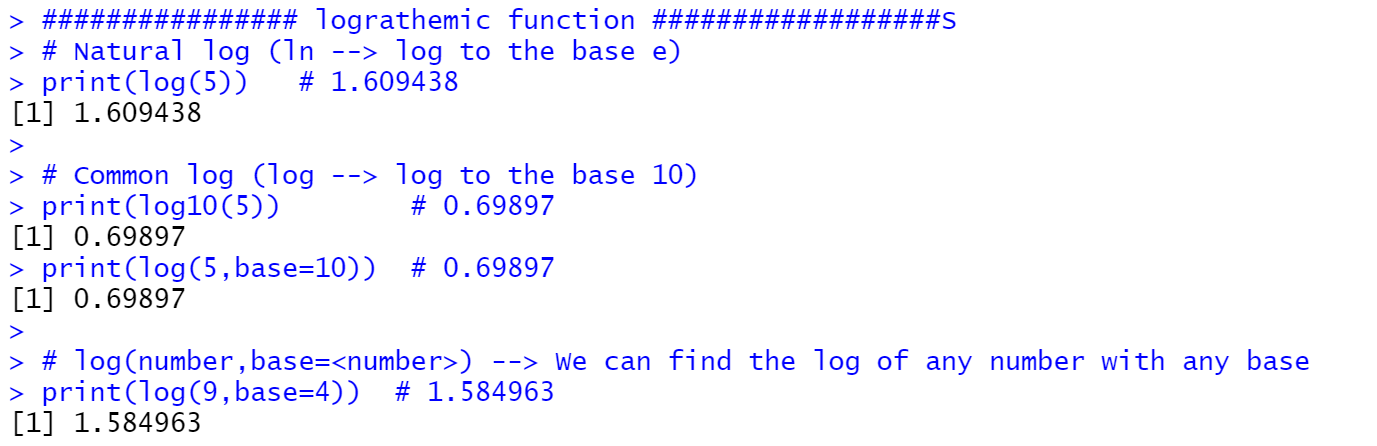 > ################ lograthemic function ##################S
> # Natural log (ln --> log to the base e)
> print(log(5))   # 1.609438
[1] 1.609438
>
> # Common log (log --> log to the base 10)
> print(log10(5))        # 0.69897
[1] 0.69897
> print(log(5,base=10))  # 0.69897
[1] 0.69897
>
> # log(number,base=<number>) --> We can find the log of any number with any base
> print(log(9,base=4))  # 1.584963
[1] 1.584963